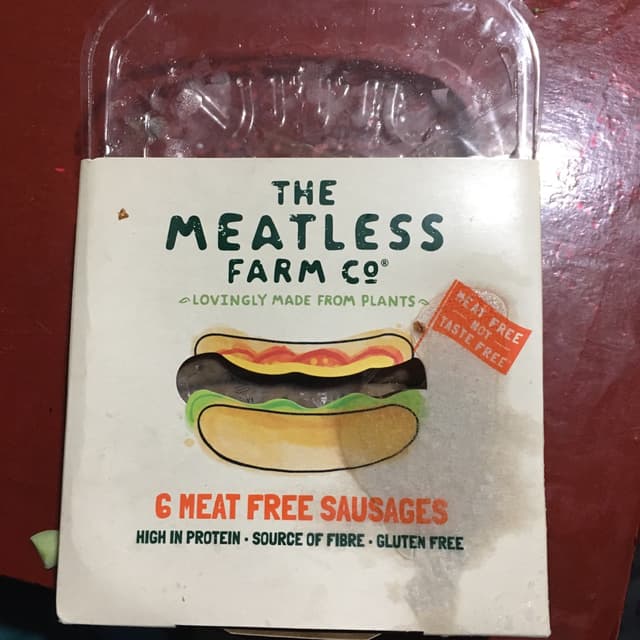 THE
MEATLESS
FARM CO®
LOVINGLY MADE FROM PLANTS
MEAT FREE
NOT
TASTE FREE
6 MEAT FREE SAUSAGES
HIGH IN PROTEIN · SOURCE OF FIBRE · GLUTEN FREE